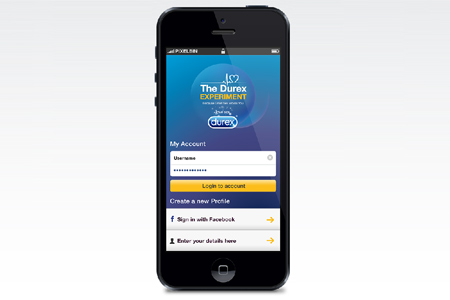 PIXELBIN
The Durex
EXPERIMENT
durex
My Account
Username
••••••••••••
Login to account
Create a new Profile
f Sign in with Facebook
Enter your details here